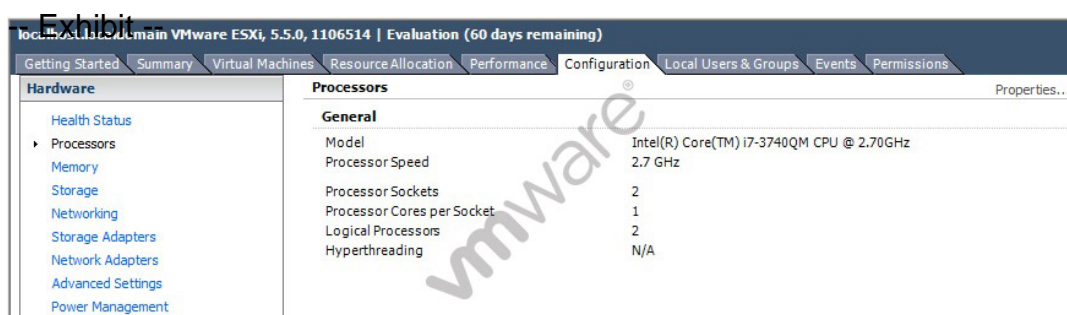 -- Exhibit --
localhost.localdomain VMware ESXi, 5.5.0, 1106514 | Evaluation (60 days remaining)
Getting Started Summary Virtual Machines Resource Allocation Performance Configuration Local Users & Groups Events Permissions
Hardware
Health Status
Processors
Memory
Storage
Networking
Storage Adapters
Network Adapters
Advanced Settings
Power Management
Processors Properties...
General
Model Intel(R) Core(TM) i7-3740QM CPU @ 2.70GHz
Processor Speed 2.7 GHz
Processor Sockets 2
Processor Cores per Socket 1
Logical Processors 2
Hyperthreading N/A
vmware®